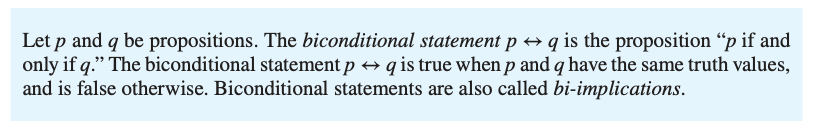 Let p and q be propositions. The biconditional statement p ↔ q is the proposition “p if and
only if q.” The biconditional statement p ↔ q is true when p and q have the same truth values,
and is false otherwise. Biconditional statements are also called bi-implications.